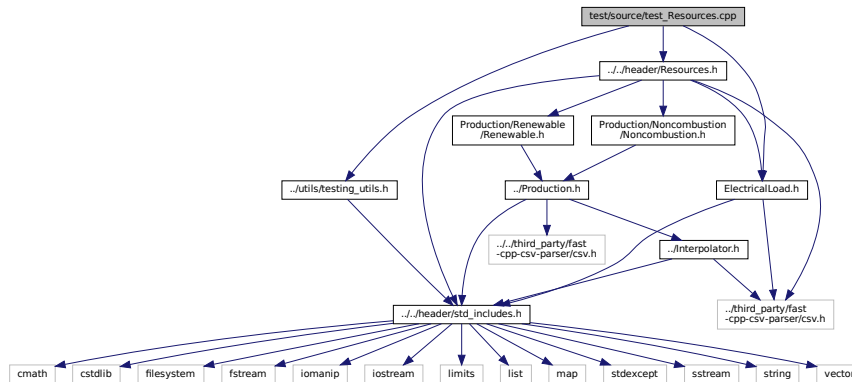 test/source/test_Resources.cpp
../../header/Resources.h
Production/Renewable
/Renewable.h
Production/Noncombustion
/Noncombustion.h
../utils/testing_utils.h
../Production.h
ElectricalLoad.h
../../third_party/fast
-cpp-csv-parser/csv.h
../Interpolator.h
../third_party/fast
-cpp-csv-parser/csv.h
../../header/std_includes.h
cmath
cstdlib
filesystem
fstream
iomanip
iostream
limits
list
map
stdexcept
sstream
string
vector